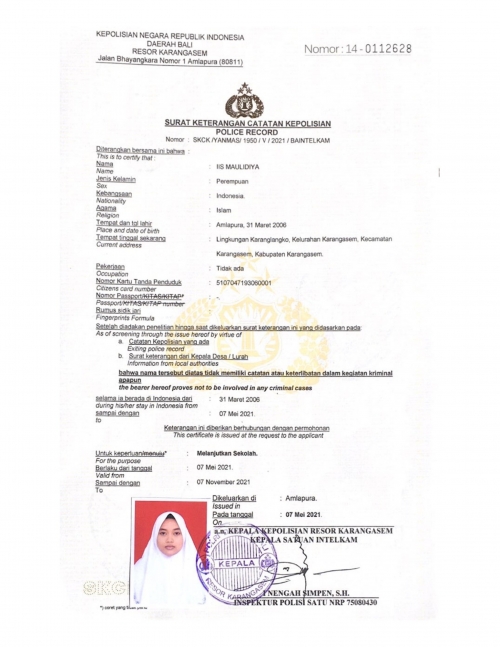 KEPOLISIAN NEGARA REPUBLIK INDONESIA
DAERAH BALI
RESOR KARANGASEM
Jalan Bhayangkara Nomor 1 Amlapura (80811)
Nomor : 14 - 0112628
SURAT KETERANGAN CATATAN KEPOLISIAN
POLICE RECORD
Nomor : SKCK /YANMAS/ 1950 / V / 2021 / BAINTELKAM
Diterangkan bersama ini bahwa :
This is to certify that :
Nama : IIS MAULIDIYA
Name
Jenis Kelamin : Perempuan
Sex
Kebangsaan : Indonesia.
Nationality
Agama : Islam
Religion
Tempat dan tgl lahir : Amlapura, 31 Maret 2006
Place and date of birth
Tempat tinggal sekarang : Lingkungan Karanglangko, Kelurahan Karangasem, Kecamatan
Current address
Karangasem, Kabupaten Karangasem.
Pekerjaan : Tidak ada
Occupation
Nomor Kartu Tanda Penduduk : 5107047193060001
Citizens card number
Nomor Passport/KITAS/KITAP*
Passport/KITAS/KITAP number
Rumus sidik jari
Fingerprints Formula
Setelah diadakan penelitian hingga saat dikeluarkan surat keterangan ini yang didasarkan pada:
As of screening through the issue hereof by virtue of
a. Catatan Kepolisian yang ada
Exiting police record
b. Surat keterangan dari Kepala Desa / Lurah
Information from local authorities
bahwa nama tersebut diatas tidak memiliki catatan atau keterlibatan dalam kegiatan kriminal
apapun
the bearer hereof proves not to be involved in any criminal cases
selama ia berada di Indonesia dari : 31 Maret 2006
during his/her stay in Indonesia from
sampai dengan : 07 Mei 2021.
to
Keterangan ini diberikan berhubungan dengan permohonan
This certificate is issued at the request to the applicant
Untuk keperluan/menuju* : Melanjutkan Sekolah.
For the purpose
Berlaku dari tanggal : 07 Mei 2021.
Valid from
Sampai dengan : 07 November 2021
To
Dikeluarkan di : Amlapura.
Issued in
Pada tanggal : 07 Mei 2021.
On
a.n. KEPALA KEPOLISIAN RESOR KARANGASEM
KEPALA SATUAN INTELKAM
KEPALA
RESOR KARANGASEM
SKC
I NENGAH SIMPEN, S.H.
INSPEKTUR POLISI SATU NRP 75080430
*) coret yang tidak perlu